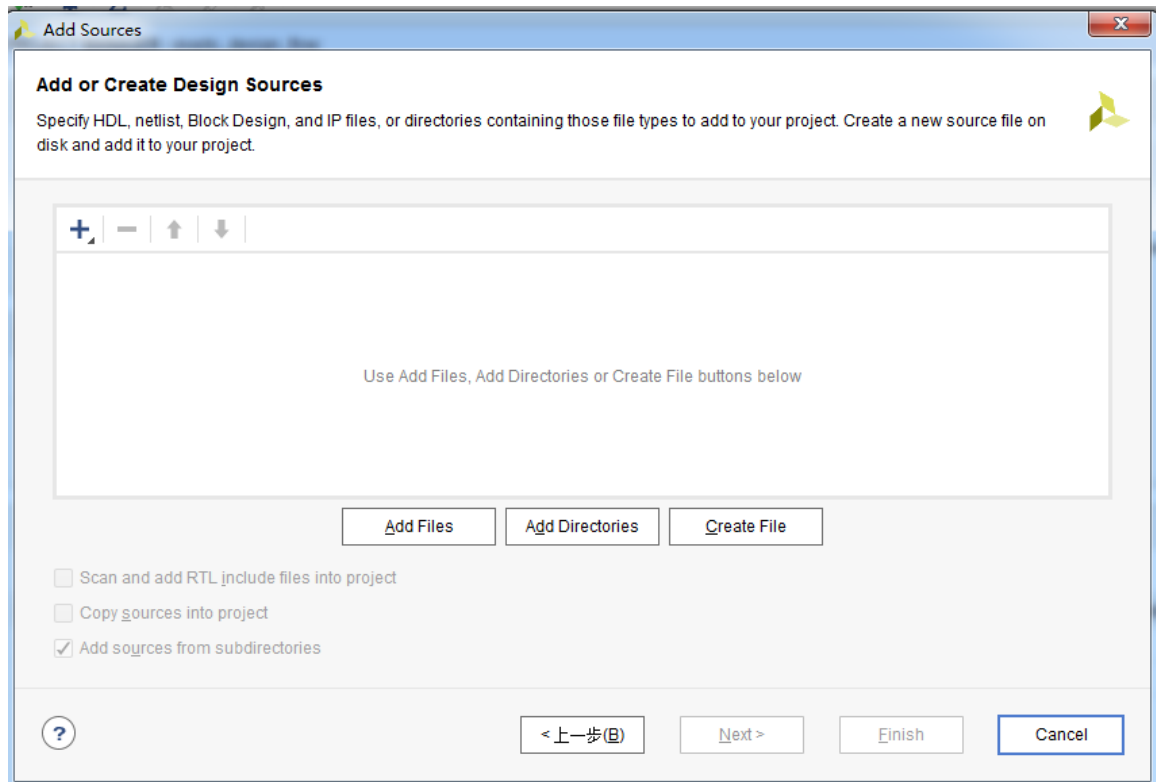 Add Sources
Add or Create Design Sources
Specify HDL, netlist, Block Design, and IP files, or directories containing those file types to add to your project. Create a new source file on
disk and add it to your project.
Use Add Files, Add Directories or Create File buttons below
Add Files Add Directories Create File
Scan and add RTL include files into project
Copy sources into project
Add sources from subdirectories
? <上一步(B) Next > Finish Cancel